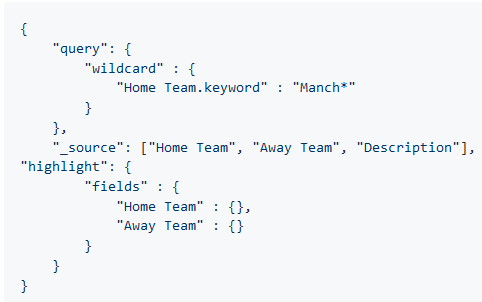 {
    "query": {
        "wildcard" : {
            "Home Team.keyword" : "Manch*"
        }
    },
    "_source": ["Home Team", "Away Team", "Description"],
"highlight": {
        "fields" : {
            "Home Team" : {},
            "Away Team" : {}
        }
    }
}